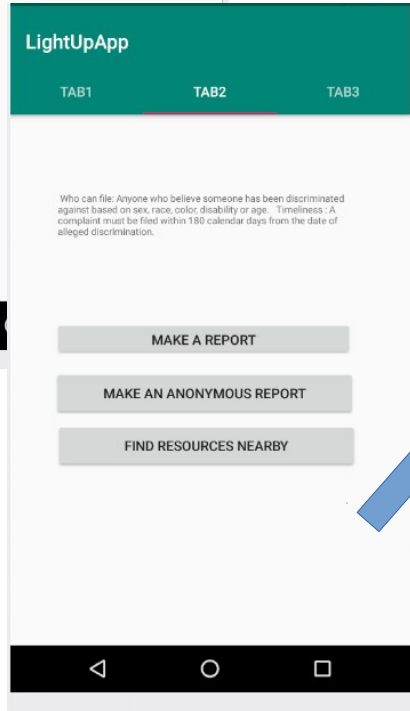 LightUpApp
TAB1 TAB2 TAB3
Who can file: Anyone who believe someone has been discriminated
against based on sex, race, color, disability or age. Timeliness : A
complaint must be filed within 180 calendar days from the date of
alleged discrimination.
MAKE A REPORT
MAKE AN ANONYMOUS REPORT
FIND RESOURCES NEARBY